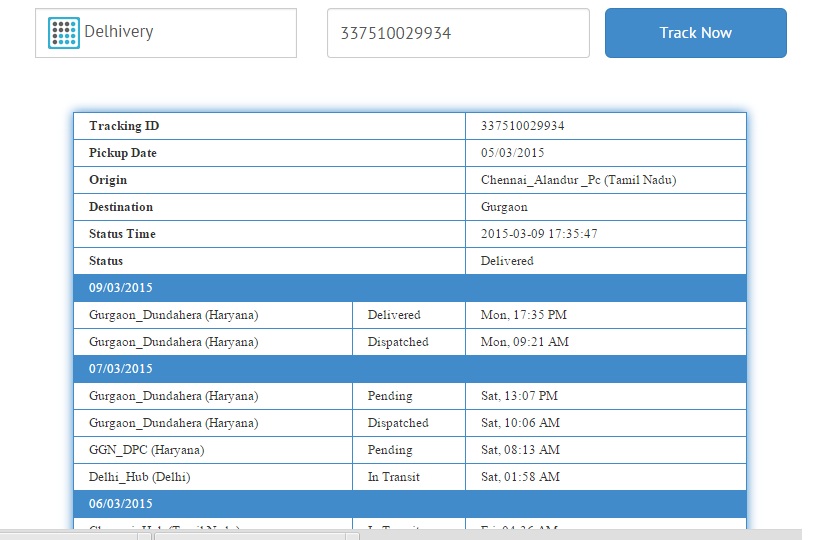 Delhivery 337510029934 Track Now
Tracking ID 337510029934
Pickup Date 05/03/2015
Origin Chennai_Alandur _Pc (Tamil Nadu)
Destination Gurgaon
Status Time 2015-03-09 17:35:47
Status Delivered
09/03/2015
Gurgaon_Dundahera (Haryana) Delivered Mon, 17:35 PM
Gurgaon_Dundahera (Haryana) Dispatched Mon, 09:21 AM
07/03/2015
Gurgaon_Dundahera (Haryana) Pending Sat, 13:07 PM
Gurgaon_Dundahera (Haryana) Dispatched Sat, 10:06 AM
GGN_DPC (Haryana) Pending Sat, 08:13 AM
Delhi_Hub (Delhi) In Transit Sat, 01:58 AM
06/03/2015